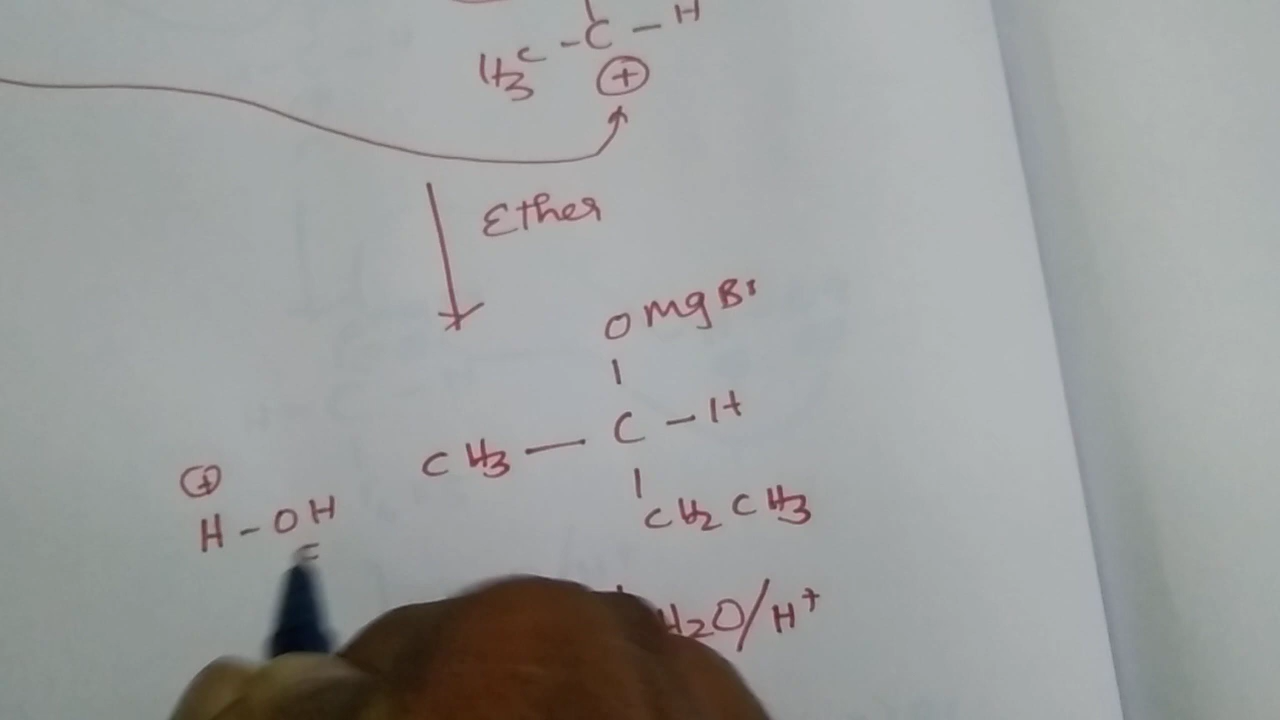 H₃C - C - H
⊕
Ether
OMgBr
CH₃ — C - H
CH₂CH₃
⊕
H - OH
H₂O/H⁺